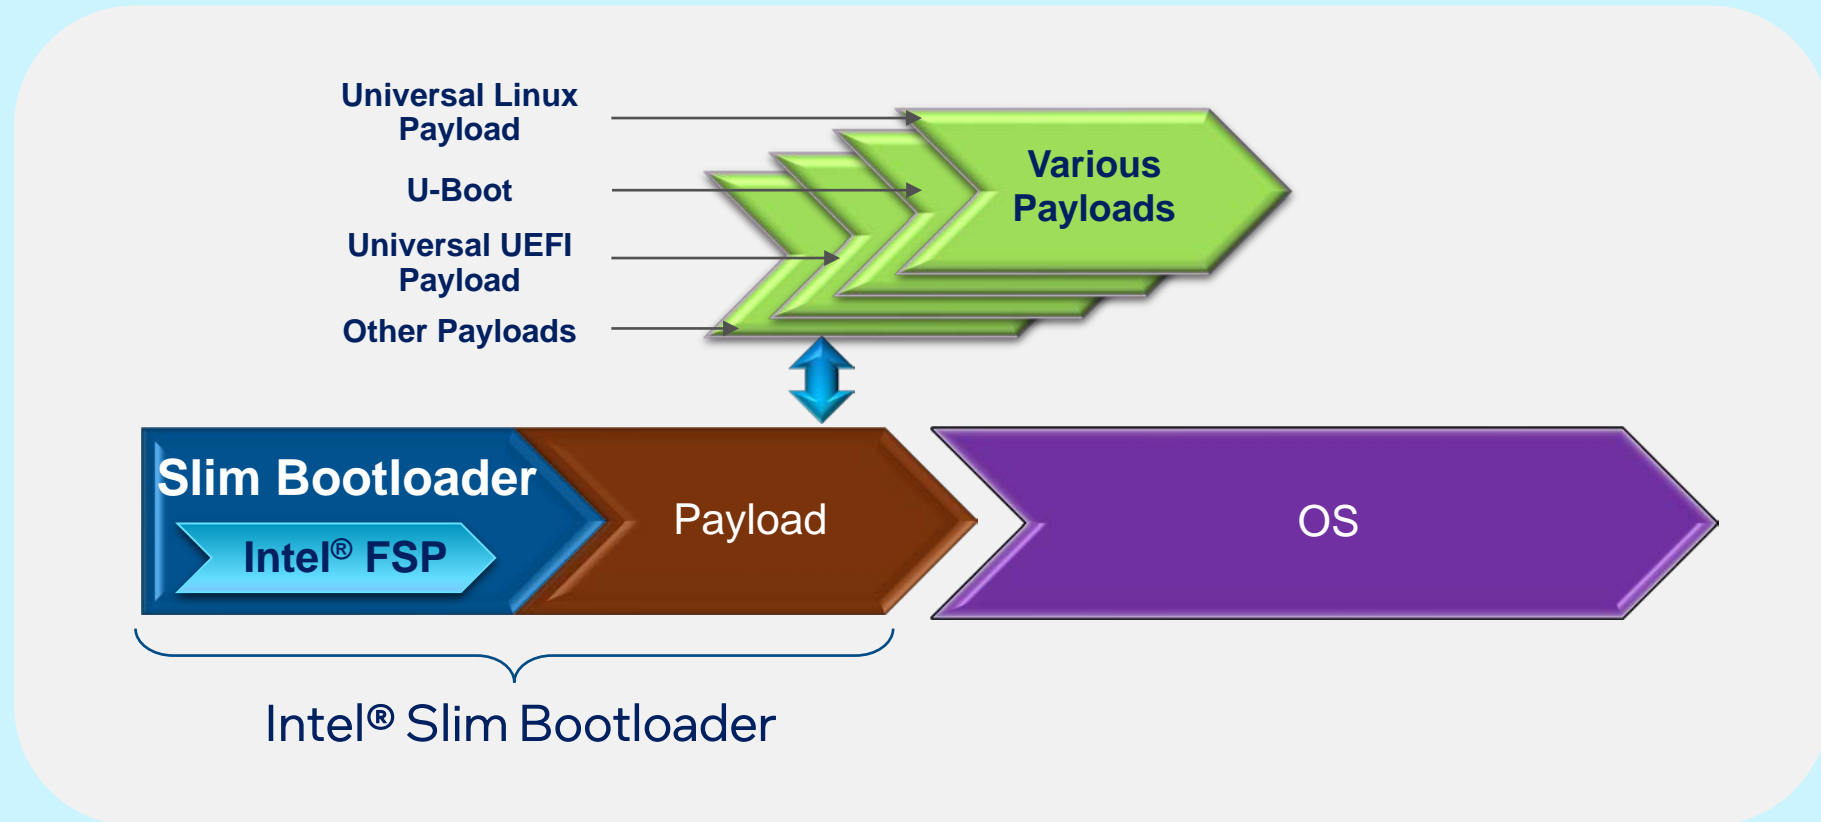 Universal Linux
Payload
U-Boot
Universal UEFI
Payload
Other Payloads
Various
Payloads
Slim Bootloader
Intel® FSP
Payload
OS
Intel® Slim Bootloader